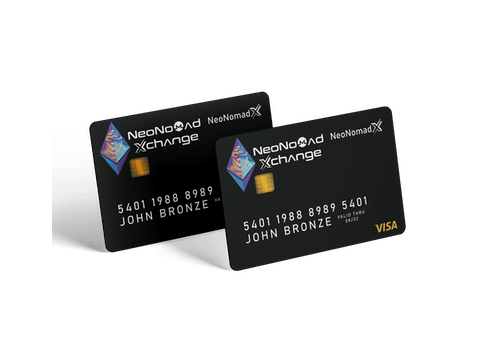 NeoNoMad
Xchange
NeoNomadX
5401 1988 8989
JOHN BRONZE
NeoNoMad
Xchange
NeoNomadX
5401 1988 8989 5401
VALID THRU
JOHN BRONZE
VISA